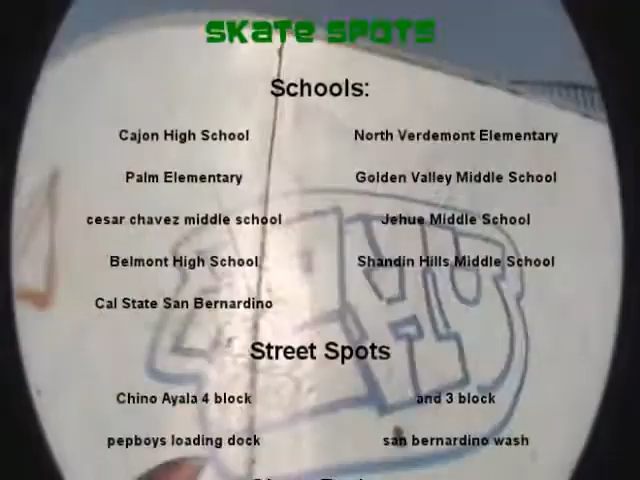 SKATE SPOTS
Schools:
Cajon High School North Verdemont Elementary
Palm Elementary Golden Valley Middle School
cesar chavez middle school Jehue Middle School
Belmont High School Shandin Hills Middle School
Cal State San Bernardino
Street Spots
Chino Ayala 4 block and 3 block
pepboys loading dock san bernardino wash